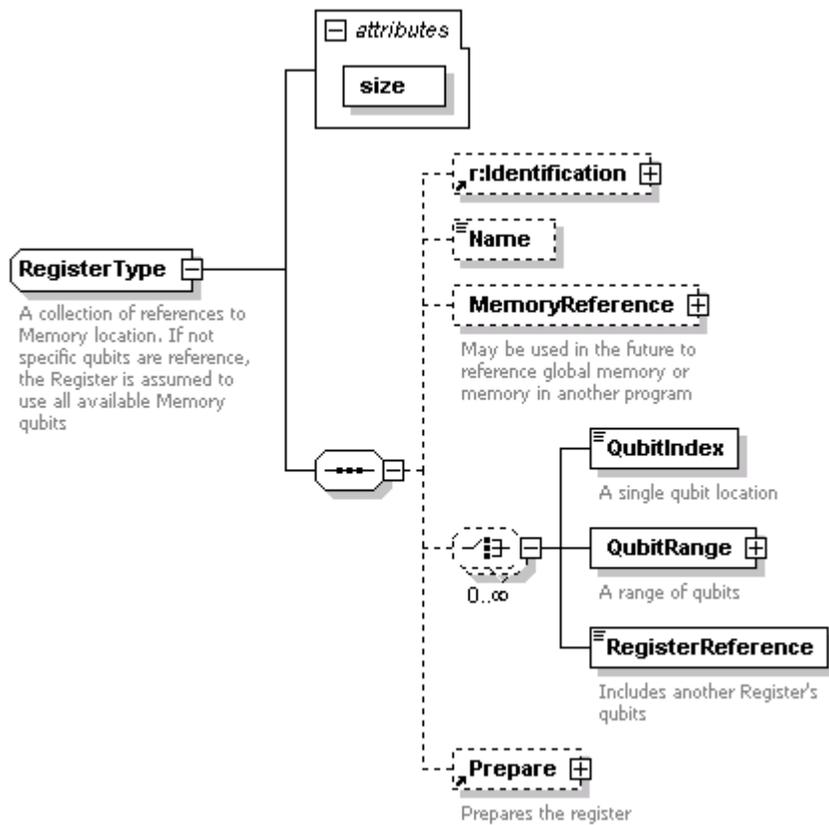 attributes
size
r:Identification
Name
RegisterType
A collection of references to
Memory location. If not
specific qubits are reference,
the Register is assumed to
use all available Memory
qubits
MemoryReference
May be used in the future to
reference global memory or
memory in another program
QubitIndex
A single qubit location
QubitRange
0..∞
A range of qubits
RegisterReference
Includes another Register's
qubits
Prepare
Prepares the register